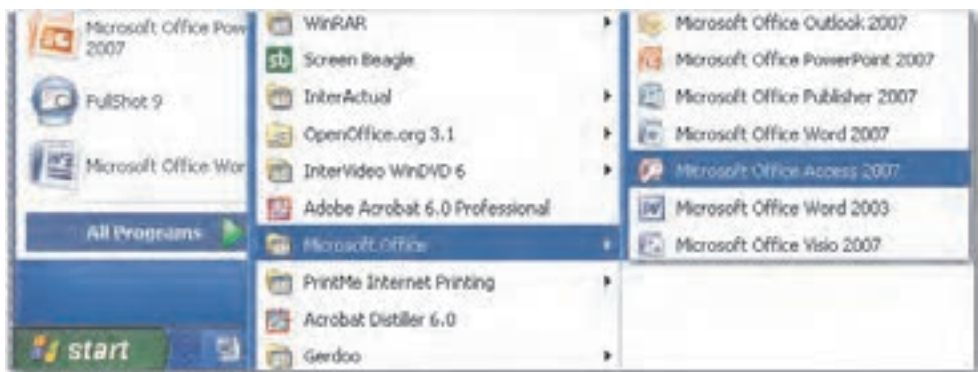 Microsoft Office Pow
2007
FullShot 9
Microsoft Office Wor
All Programs
start
WinRAR
Screen Beagle
InterActual
OpenOffice.org 3.1
InterVideo WinDVD 6
Adobe Acrobat 6.0 Professional
Microsoft Office
PrintMe Internet Printing
Acrobat Distiller 6.0
Gerdoo
Microsoft Office Outlook 2007
Microsoft Office PowerPoint 2007
Microsoft Office Publisher 2007
Microsoft Office Word 2007
Microsoft Office Access 2007
Microsoft Office Word 2003
Microsoft Office Visio 2007